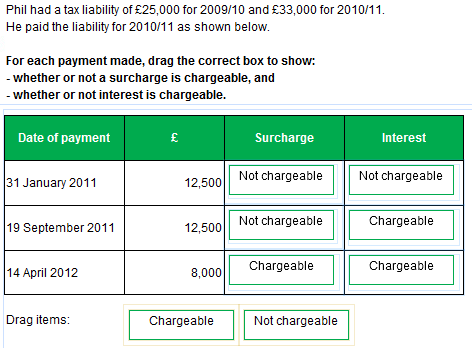 Phil had a tax liability of £25,000 for 2009/10 and £33,000 for 2010/11.
He paid the liability for 2010/11 as shown below.
For each payment made, drag the correct box to show:
- whether or not a surcharge is chargeable, and
- whether or not interest is chargeable.
Date of payment £ Surcharge Interest
31 January 2011 12,500 Not chargeable Not chargeable
19 September 2011 12,500 Not chargeable Chargeable
14 April 2012 8,000 Chargeable Chargeable
Drag items: Chargeable Not chargeable